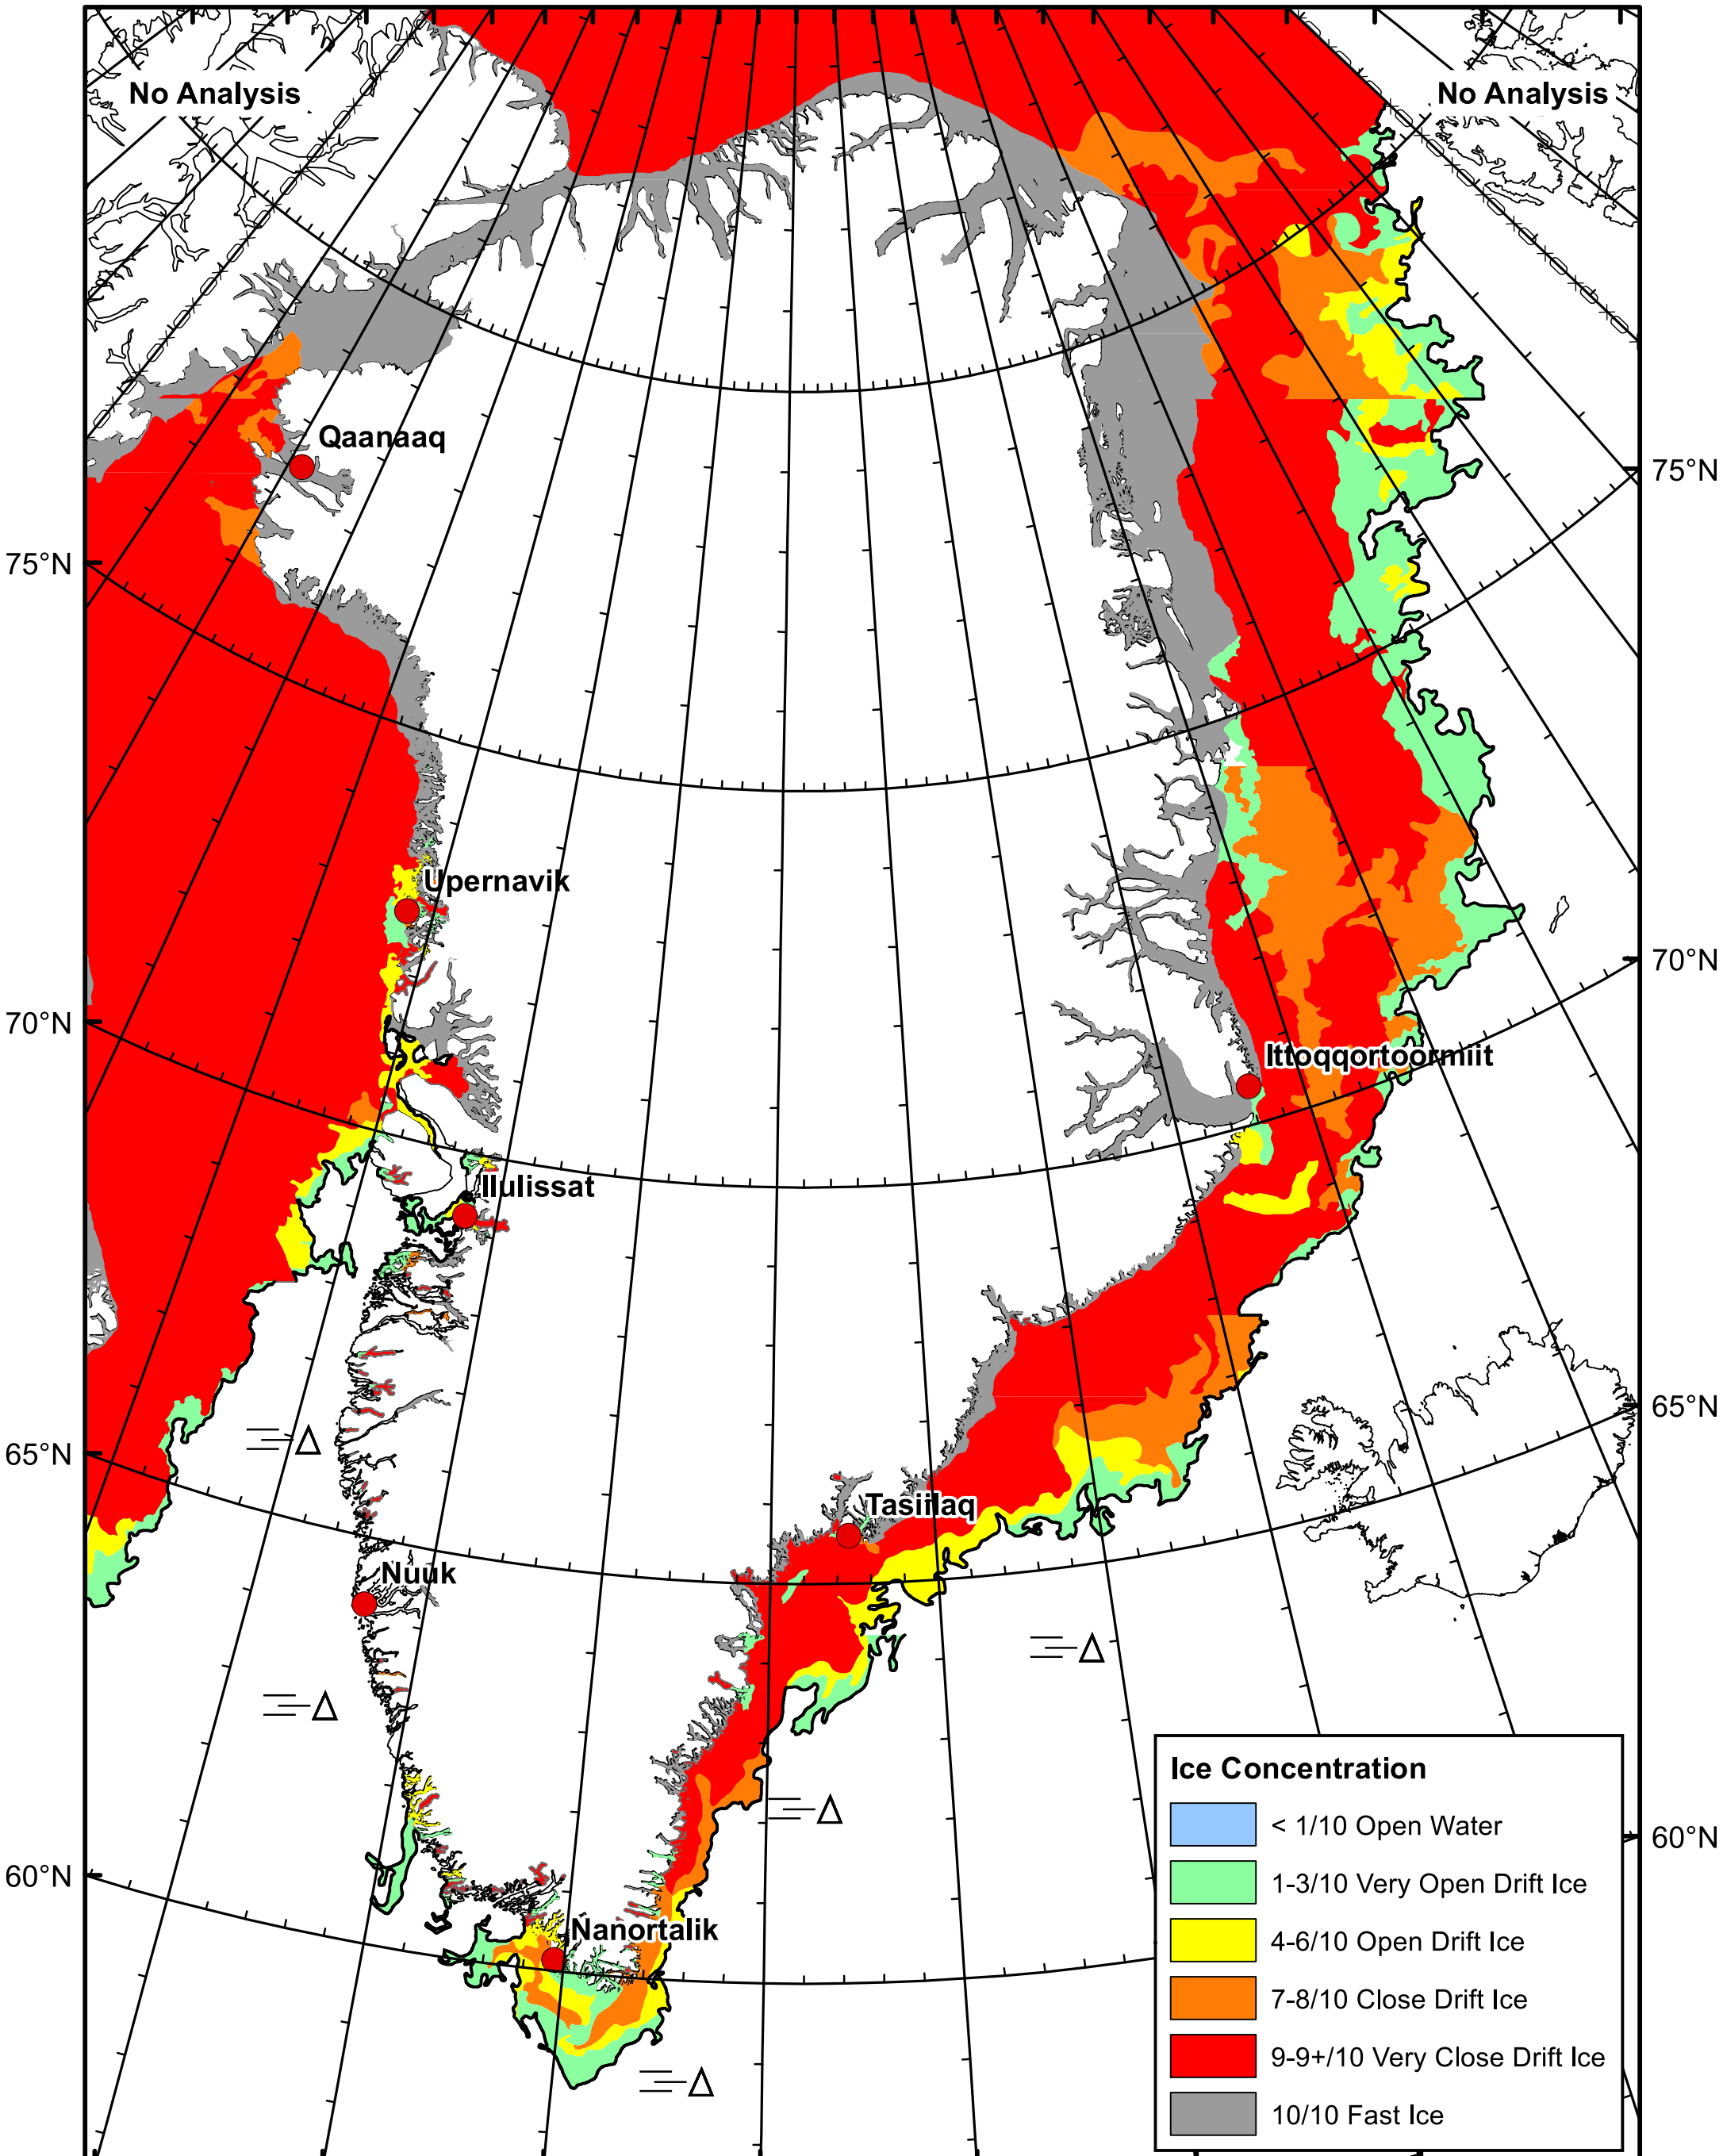 No Analysis
No Analysis
Qaanaaq
75°N
75°N
Upernavik
70°N
70°N
Ittoqqortoormiit
Ilulissat
65°N
65°N
Tasiilaq
Nuuk
60°N
60°N
Nanortalik
Ice Concentration
< 1/10 Open Water
1-3/10 Very Open Drift Ice
4-6/10 Open Drift Ice
7-8/10 Close Drift Ice
9-9+/10 Very Close Drift Ice
10/10 Fast Ice